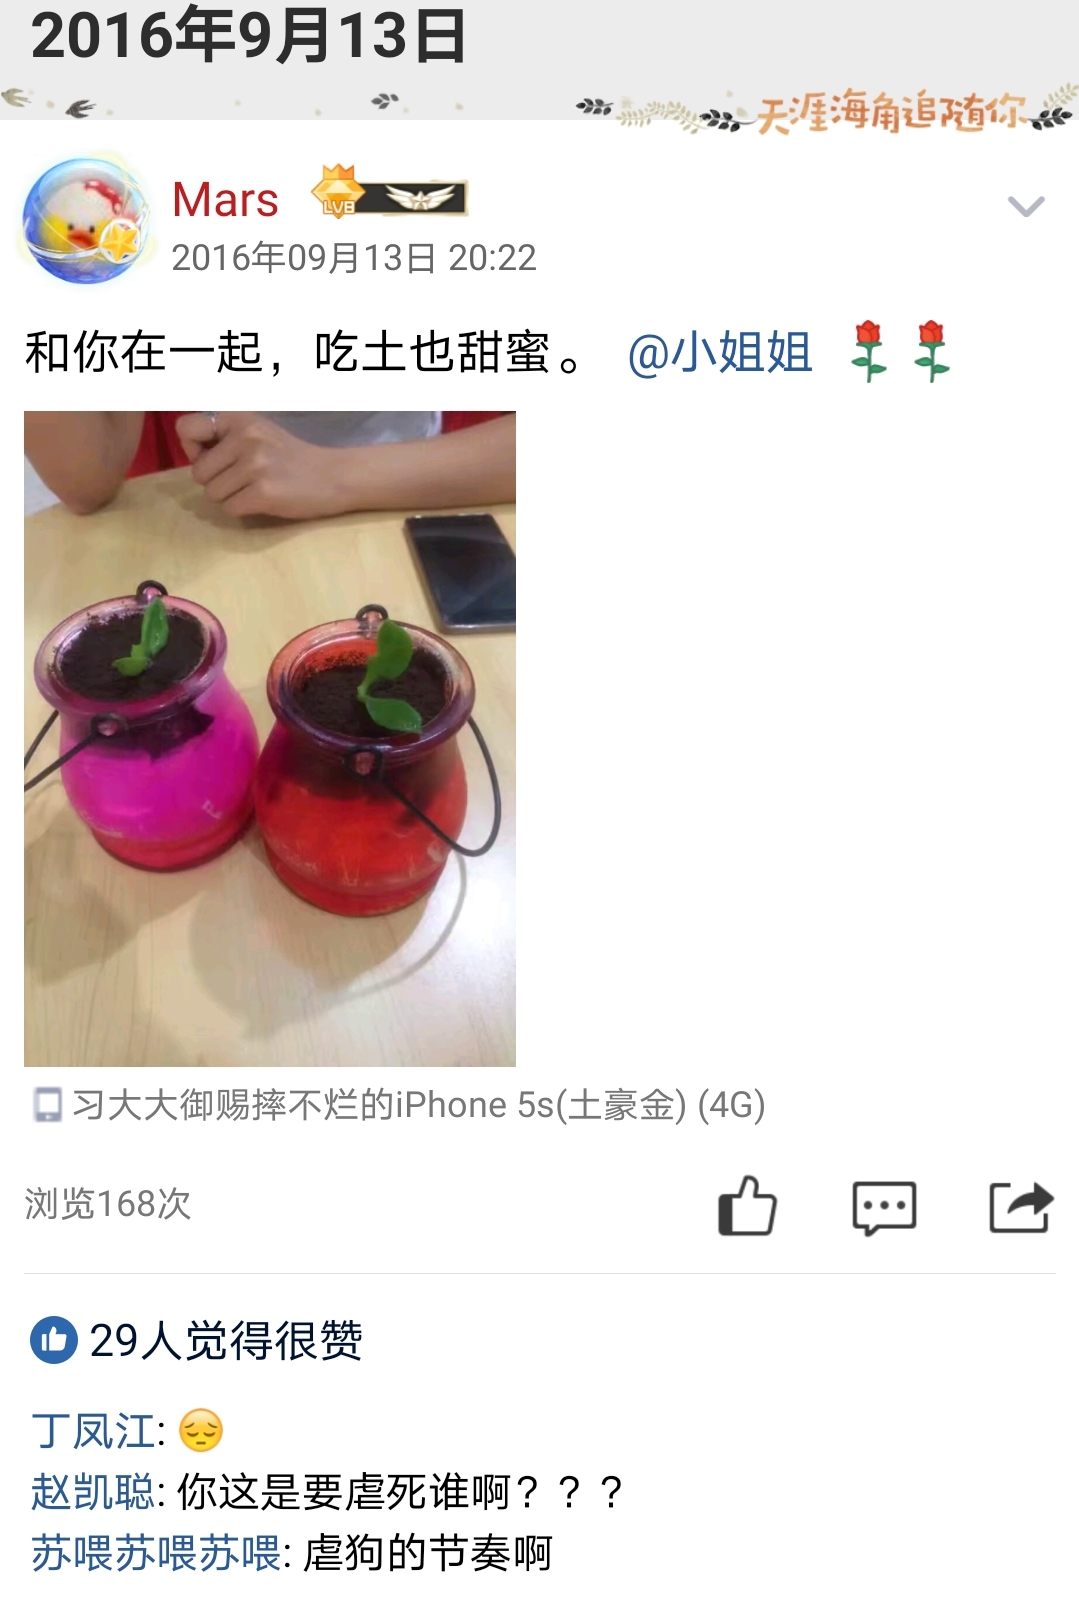 2016年9月13日
天涯海角追随你
Mars LV8
2016年09月13日 20:22
和你在一起，吃土也甜蜜。 @小姐姐 🌹🌹
习大大御赐摔不烂的iPhone 5s(土豪金) (4G)
浏览168次
29人觉得很赞
丁凤江: 😔
赵凯聪: 你这是要虐死谁啊？？？
苏喂苏喂苏喂: 虐狗的节奏啊